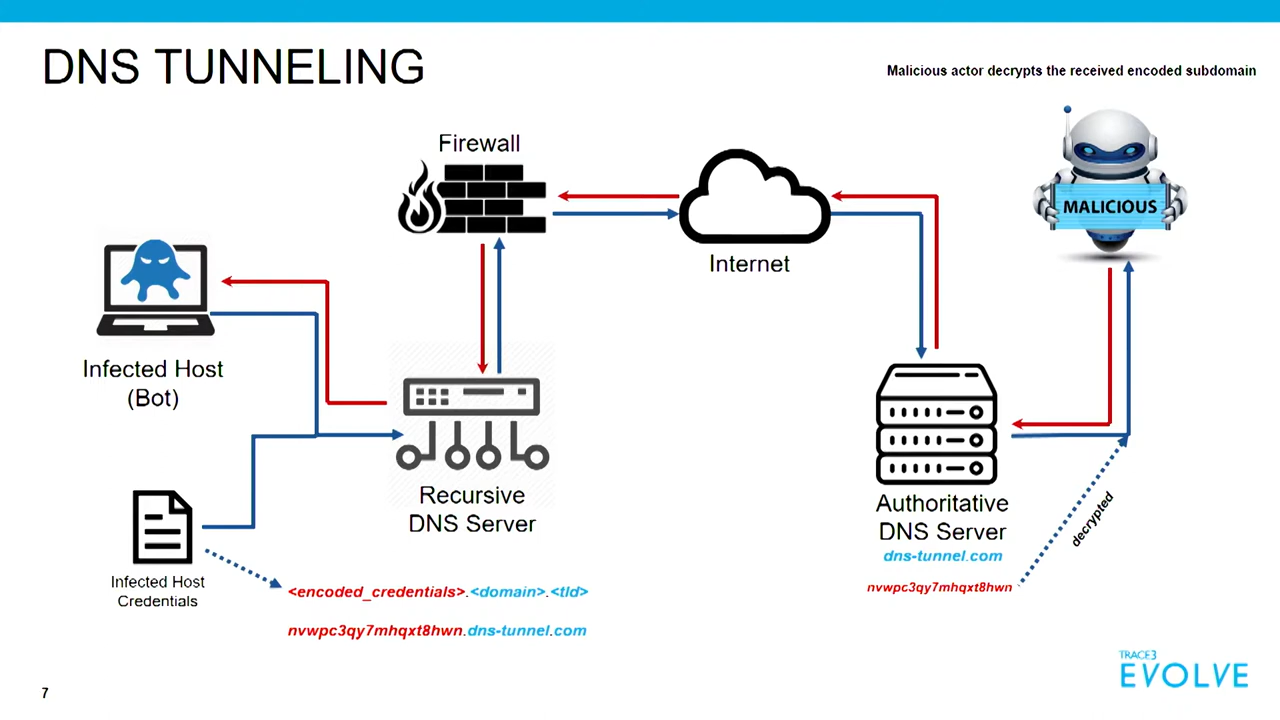 DNS TUNNELING
Malicious actor decrypts the received encoded subdomain
Firewall
MALICIOUS
Internet
Infected Host
(Bot)
Recursive
DNS Server
Authoritative
DNS Server
dns-tunnel.com
nvwpc3qy7mhqxt8hwn
decrypted
Infected Host
Credentials
<encoded_credentials>.<domain>.<tld>
nvwpc3qy7mhqxt8hwn.dns-tunnel.com
TRACE3
EVOLVE
7